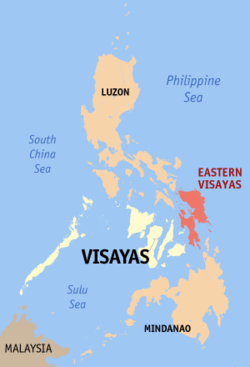 LUZON
Philippine
Sea
South
China
Sea
EASTERN
VISAYAS
VISAYAS
Sulu
Sea
MINDANAO
MALAYSIA